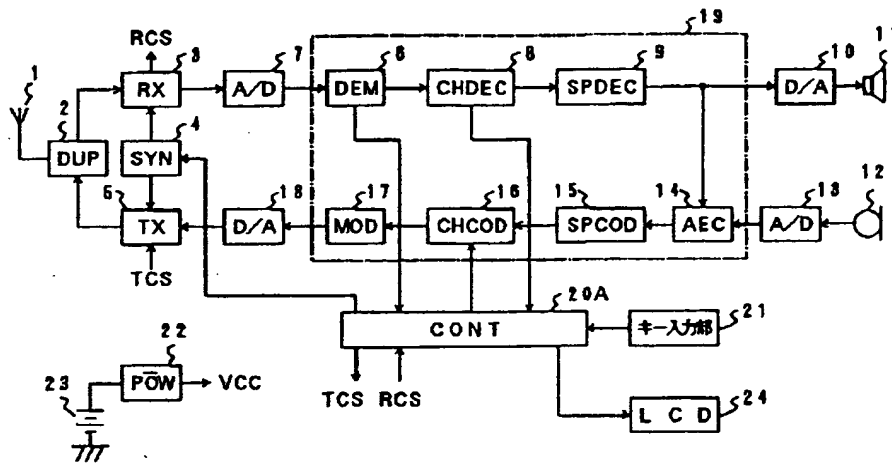 19
RCS 3 7 6 8 9 10 1
1 RX A/D DEM CHDEC SPDEC D/A
2 4
DUP SYN
5 18 17 16 15 14 13 12
TX D/A MOD CHCOD SPCOD AEC A/D
TCS
20A
CONT 21
キー入力部
22
23 POW VCC TCS RCS
24
LCD